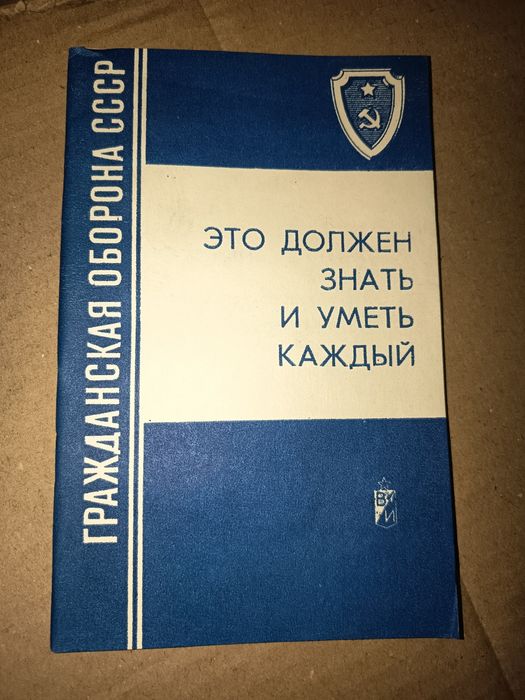 ГРАЖДАНСКАЯ ОБОРОНА СССР
ЭТО ДОЛЖЕН
ЗНАТЬ
И УМЕТЬ
КАЖДЫЙ
В
И